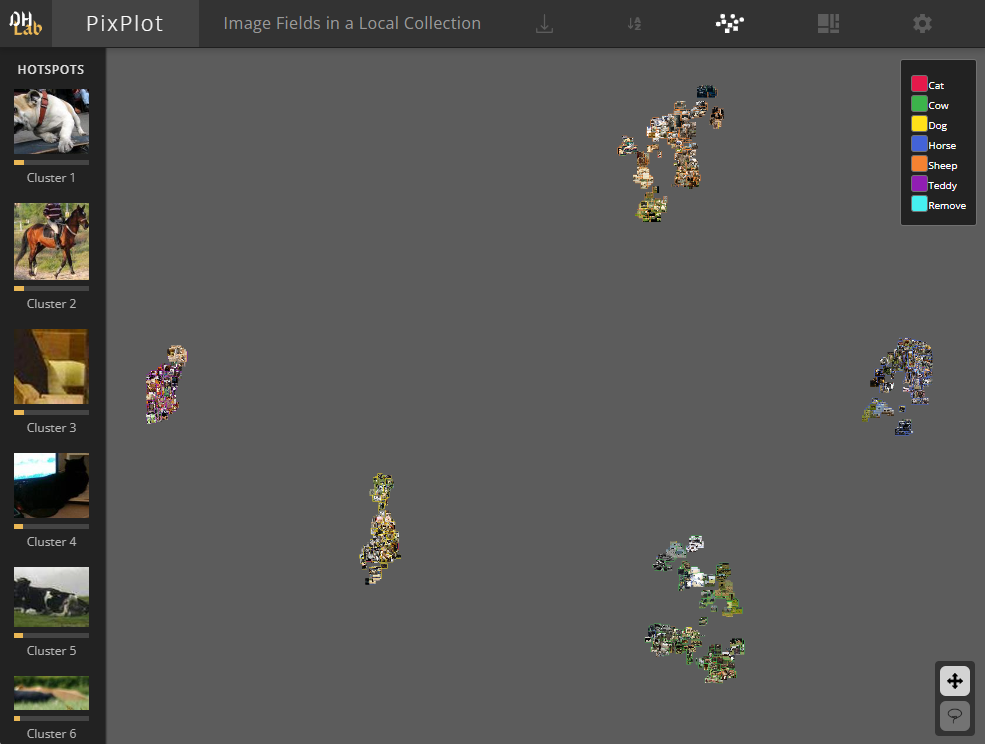 DH Lab
PixPlot
Image Fields in a Local Collection
HOTSPOTS
Cluster 1
Cluster 2
Cluster 3
Cluster 4
Cluster 5
Cluster 6
Cat
Cow
Dog
Horse
Sheep
Teddy
Remove